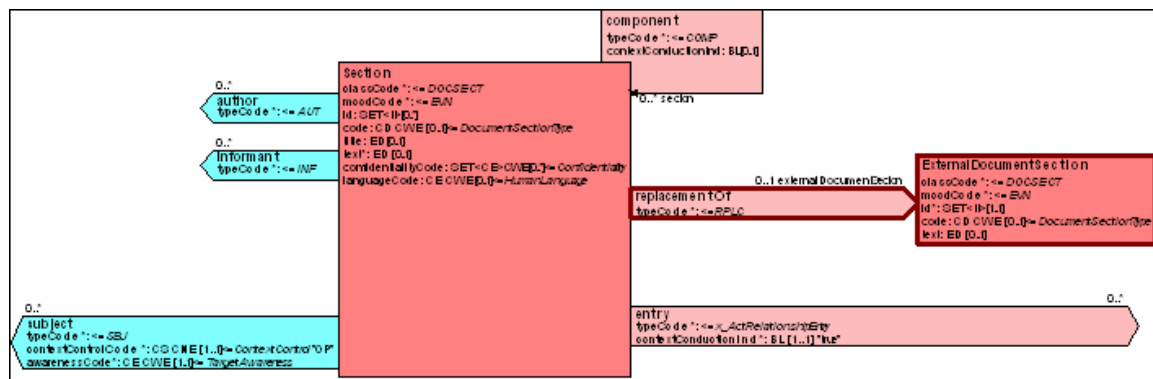 component
typeCode*: <= COMP
contextConductionInd: BL[0..1]
0..* section
Section
classCode*: <= DOCSECT
moodCode*: <= EVN
id: SET<II>[0..*]
code: CD CWE [0..1]<= DocumentSectionType
title: ED[0..1]
text*: ED [0..1]
confidentialityCode: SET<CE>CWE[0..*]<= Confidentiality
languageCode: CE CWE[0..1]<= HumanLanguage
0..*
author
typeCode*: <= AUT
0..*
informant
typeCode*: <= INF
0..1 externalDocumentSection
replacementOf
typeCode*: <= RPLC
ExternalDocumentSection
classCode*: <= DOCSECT
moodCode*: <= EVN
id*: SET<II>[1..1]
code: CD CWE [0..1]<= DocumentSectionType
text: ED [0..1]
0..*
subject
typeCode*: <= SBJ
contextControlCode*: CS CNE [1..1]<= ContextControl "OP"
awarenessCode*: CE CWE [1..1]<= TargetAwareness
0..*
entry
typeCode*: <= x_ActRelationshipEntry
contextConductionInd*: BL [1..1] "true"